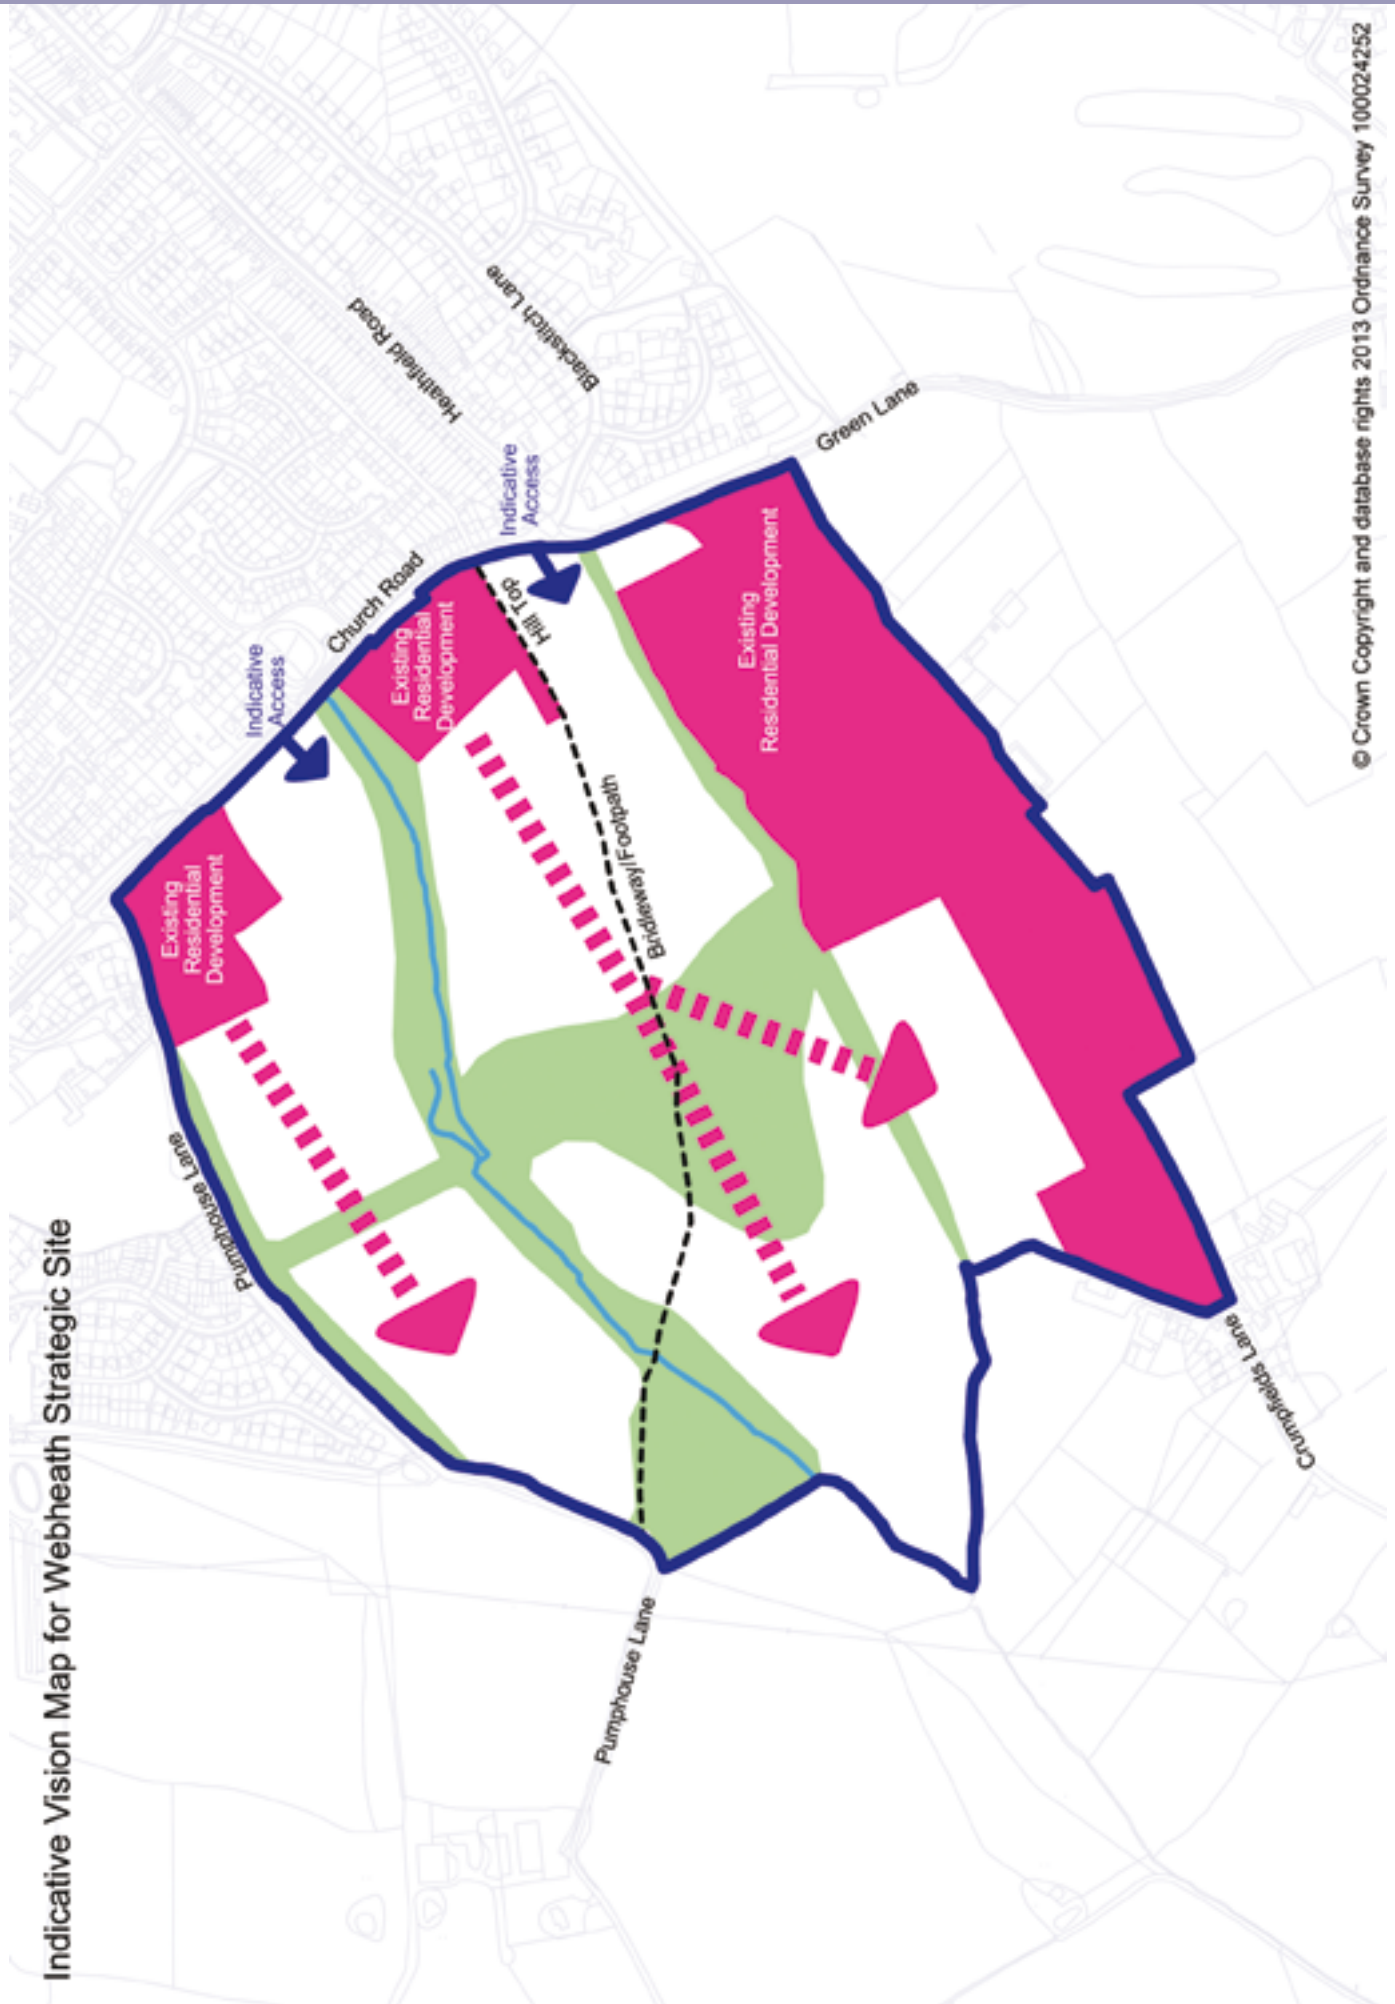 Indicative Vision Map for Webheath Strategic Site
Pumphouse Lane
Existing
Residential
Development
Indicative
Access
Church Road
Existing
Residential
Development
Heathfield Road
Blackstitch Lane
Indicative
Access
Hill Top
Bridleway/Footpath
Green Lane
Existing
Residential Development
Pumphouse Lane
Crumpfields Lane
© Crown Copyright and database rights 2013 Ordnance Survey 100024252